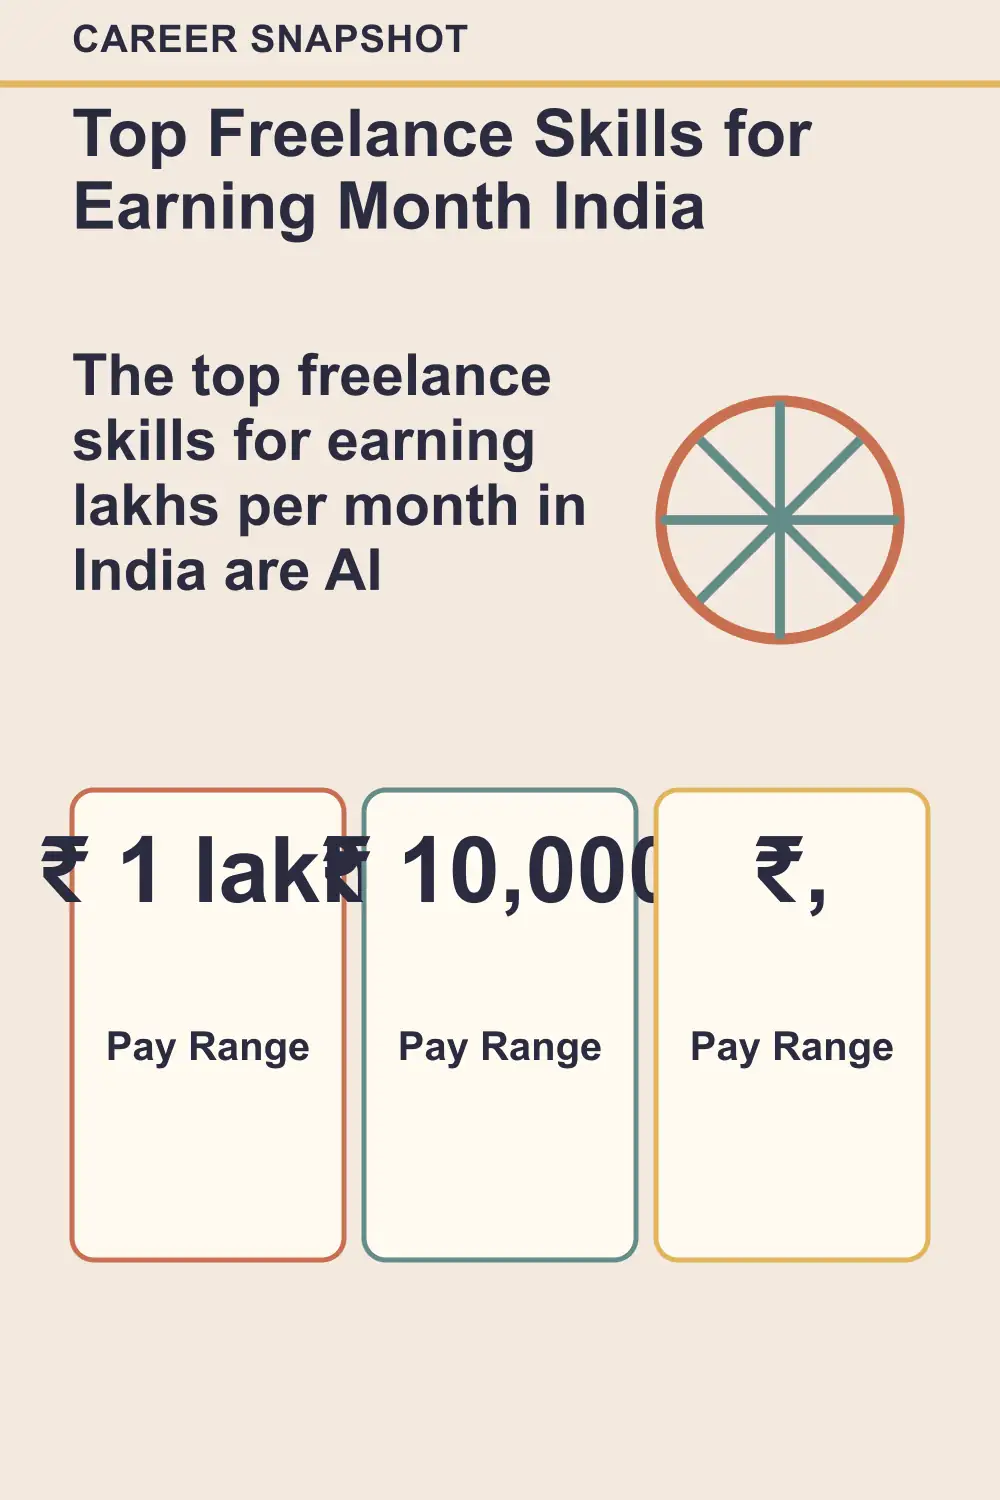 CAREER SNAPSHOT
Top Freelance Skills for
Earning Month India
The top freelance
skills for earning
lakhs per month in
India are AI
₹ 1 lakh ₹ 10,000 ₹,
Pay Range Pay Range Pay Range